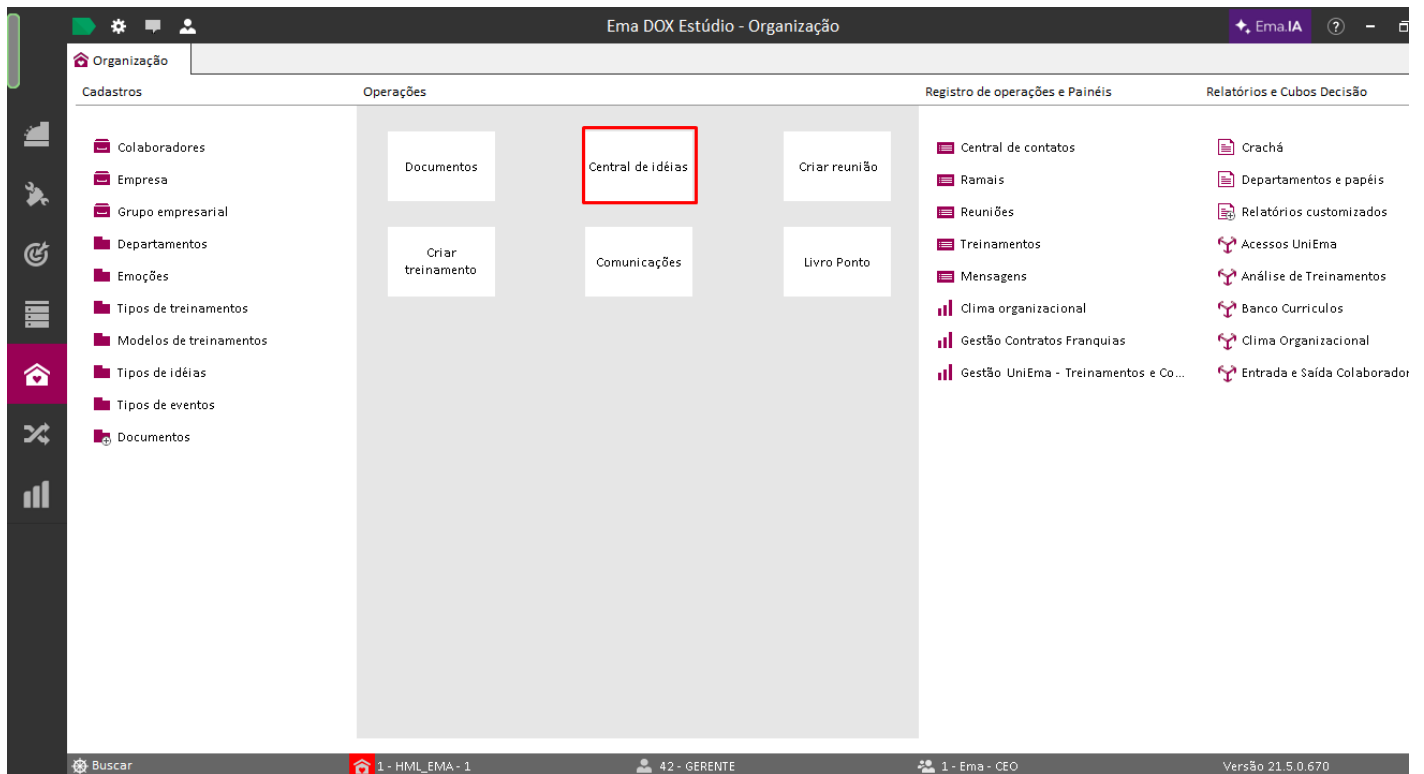 Ema DOX Estúdio - Organização
Ema.IA
?
Organização
Cadastros
Operações
Registro de operações e Painéis
Relatórios e Cubos Decisão
Colaboradores
Empresa
Grupo empresarial
Departamentos
Emoções
Tipos de treinamentos
Modelos de treinamentos
Tipos de idéias
Tipos de eventos
Documentos
Documentos
Central de idéias
Criar reunião
Criar
treinamento
Comunicações
Livro Ponto
Central de contatos
Ramais
Reuniões
Treinamentos
Mensagens
Clima organizacional
Gestão Contratos Franquias
Gestão UniEma - Treinamentos e Co...
Crachá
Departamentos e papéis
Relatórios customizados
Acessos UniEma
Análise de Treinamentos
Banco Curriculos
Clima Organizacional
Entrada e Saída Colaborador
Buscar
1 - HML_EMA - 1
42 - GERENTE
1 - Ema - CEO
Versão 21.5.0.670